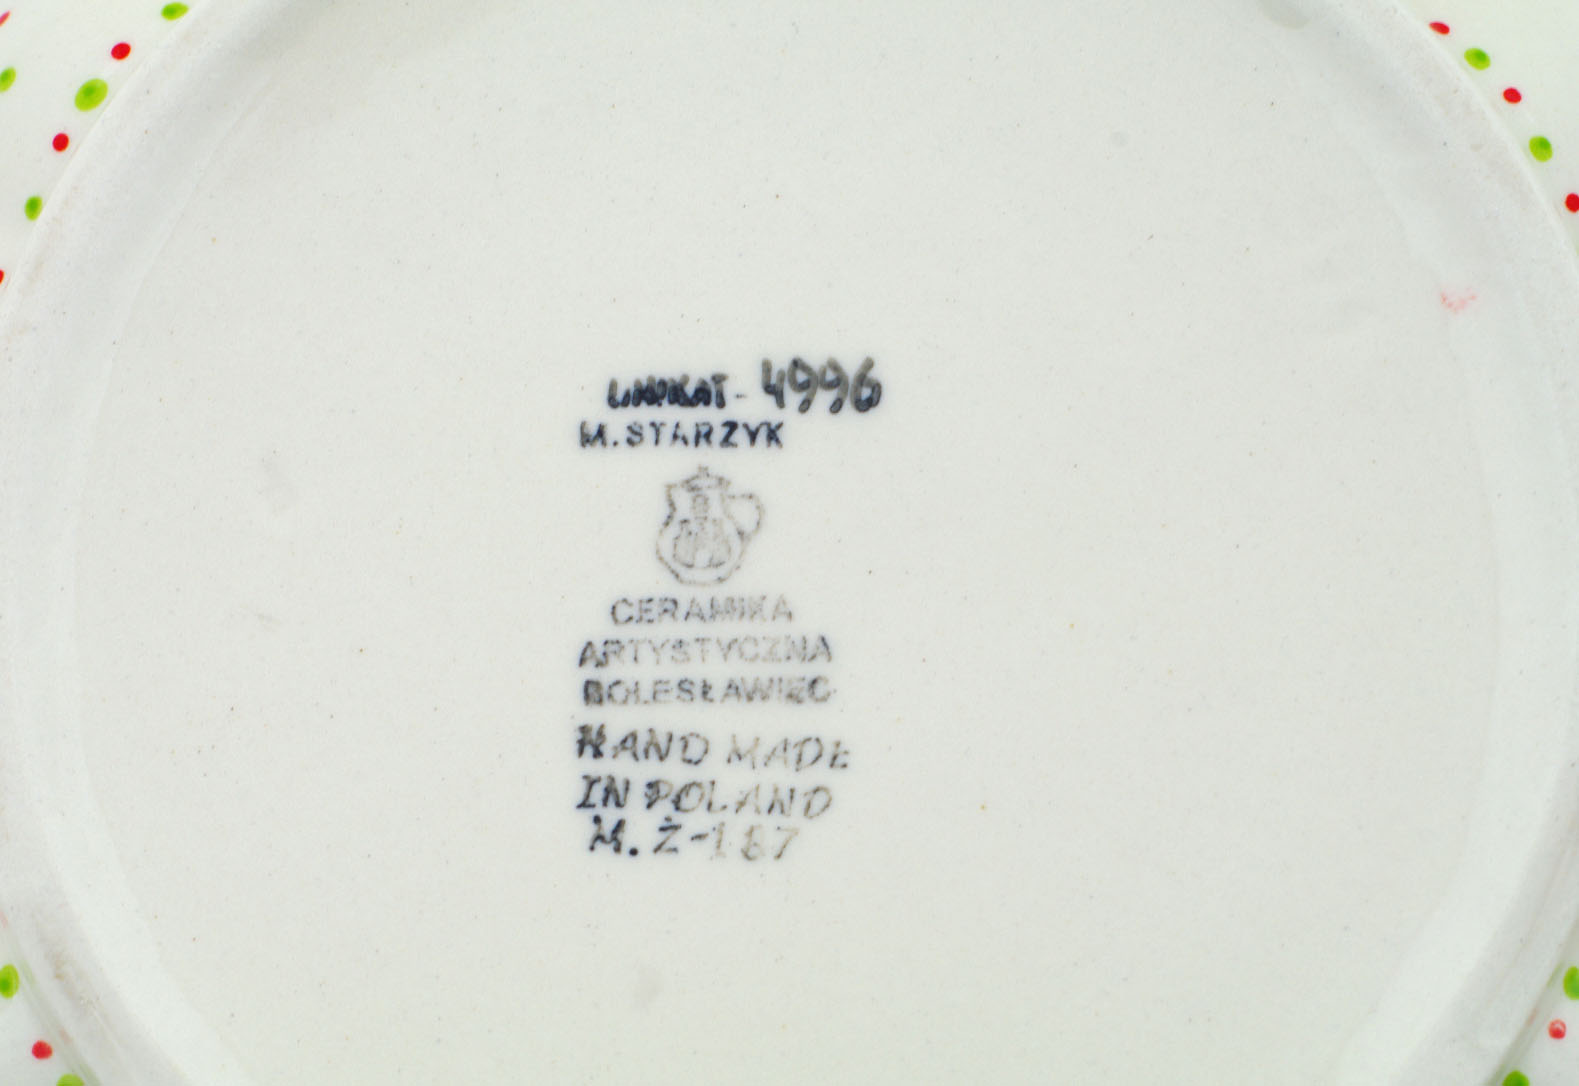 UNIKAT - 4996
M. STARZYK
CERAMIKA
ARTYSTYCZNA
BOLESŁAWIEC
HAND MADE
IN POLAND
M. Ż-187